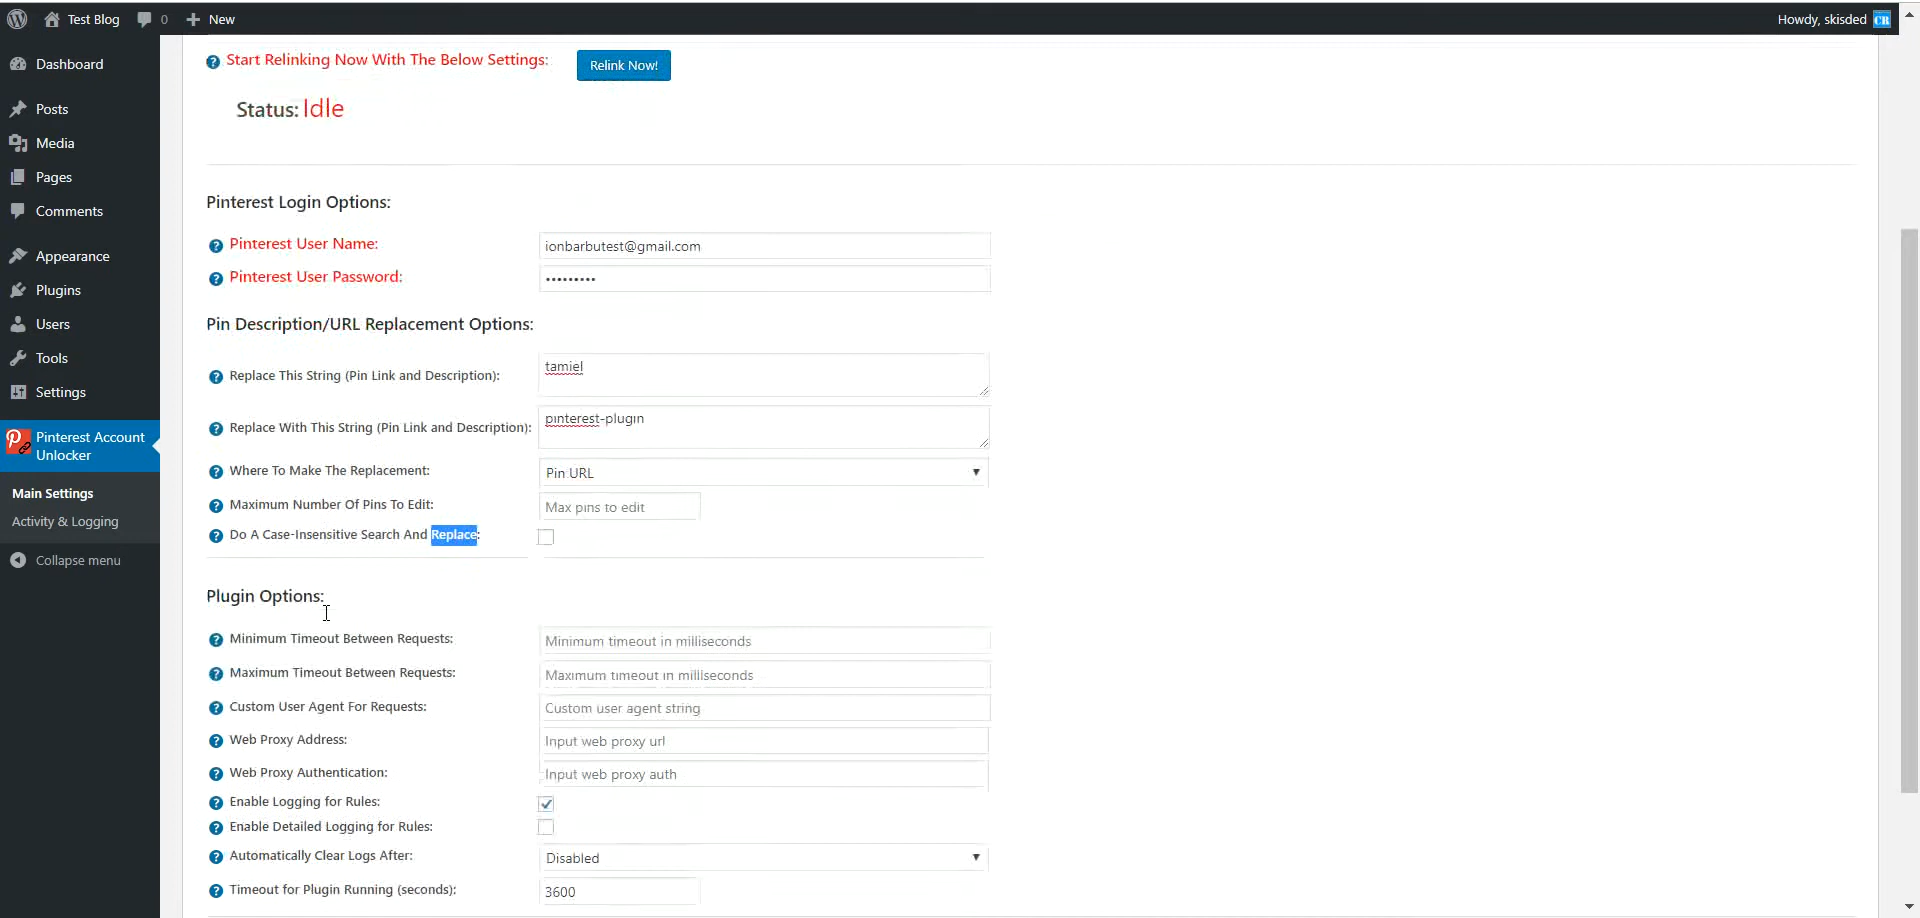 Test Blog
0
New
Howdy, skisded
CR
Dashboard
Posts
Media
Pages
Comments
Appearance
Plugins
Users
Tools
Settings
Pinterest Account
Unlocker
Main Settings
Activity & Logging
Collapse menu
Start Relinking Now With The Below Settings:
Relink Now!
Status: Idle
Pinterest Login Options:
Pinterest User Name:
ionbarbutest@gmail.com
Pinterest User Password:
•••••••••
Pin Description/URL Replacement Options:
Replace This String (Pin Link and Description):
tamiel
Replace With This String (Pin Link and Description):
pinterest-plugin
Where To Make The Replacement:
Pin URL
Maximum Number Of Pins To Edit:
Max pins to edit
Do A Case-Insensitive Search And Replace:
Plugin Options:
Minimum Timeout Between Requests:
Minimum timeout in milliseconds
Maximum Timeout Between Requests:
Maximum timeout in milliseconds
Custom User Agent For Requests:
Custom user agent string
Web Proxy Address:
Input web proxy url
Web Proxy Authentication:
Input web proxy auth
Enable Logging for Rules:
Enable Detailed Logging for Rules:
Automatically Clear Logs After:
Disabled
Timeout for Plugin Running (seconds):
3600